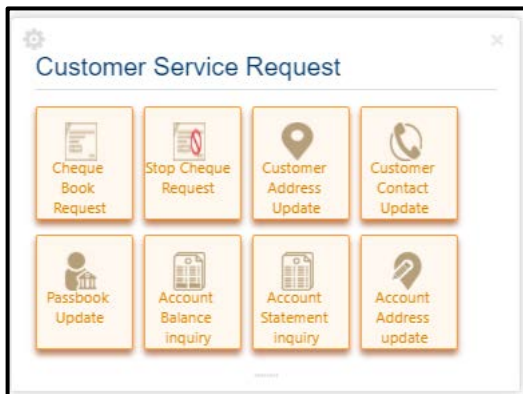 Customer Service Request
Cheque
Book
Request
Stop Cheque
Request
Customer
Address
Update
Customer
Contact
Update
Passbook
Update
Account
Balance
inquiry
Account
Statement
inquiry
Account
Address
update